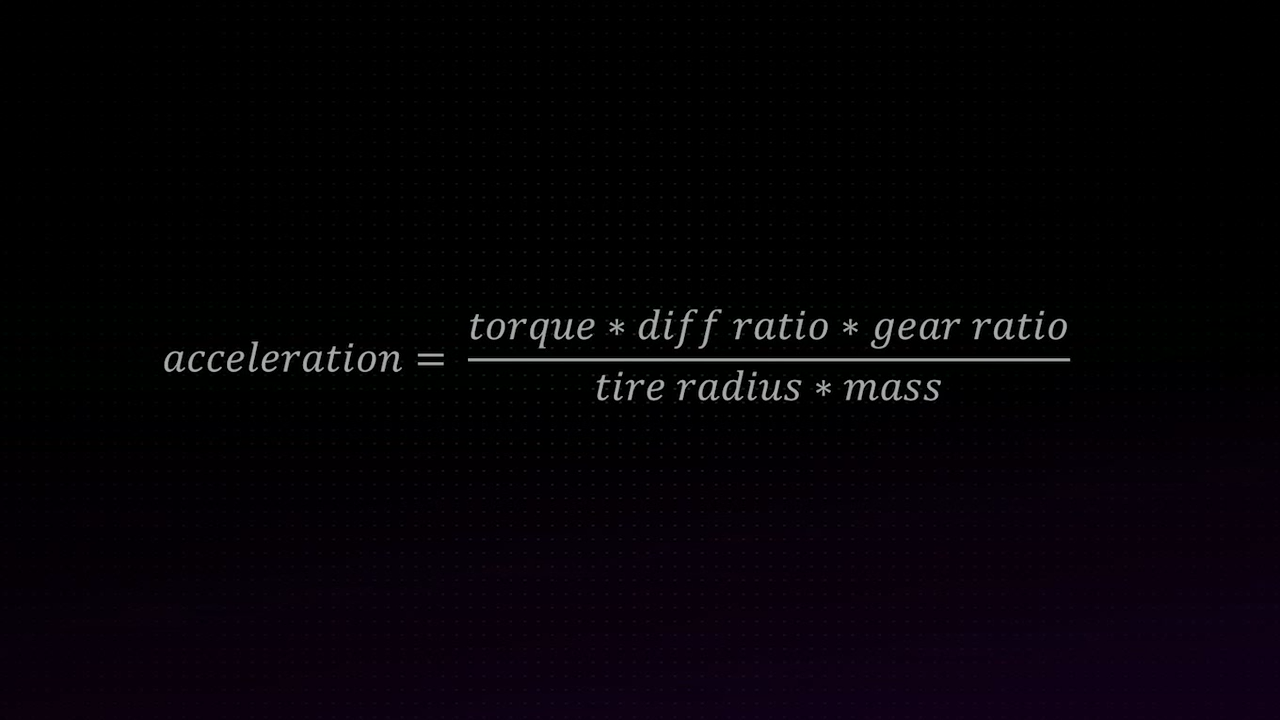 acceleration = torque * diff ratio * gear ratio
tire radius * mass